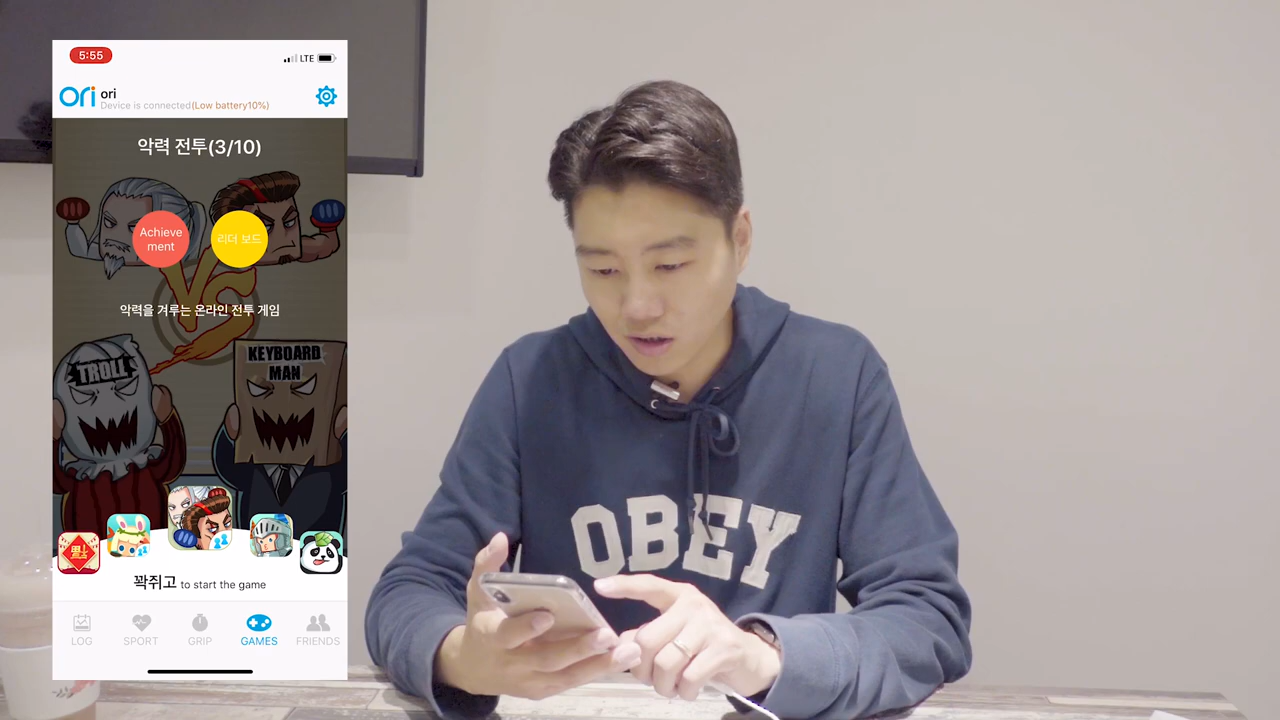 5:55
LTE
ori
ori
Device is connected(Low battery10%)
악력 전투(3/10)
Achieve
ment
리더 보드
VS
악력을 겨루는 온라인 전투 게임
TROLL
KEYBOARD
MAN
꽉쥐고 to start the game
LOG
SPORT
GRIP
GAMES
FRIENDS
OBEY